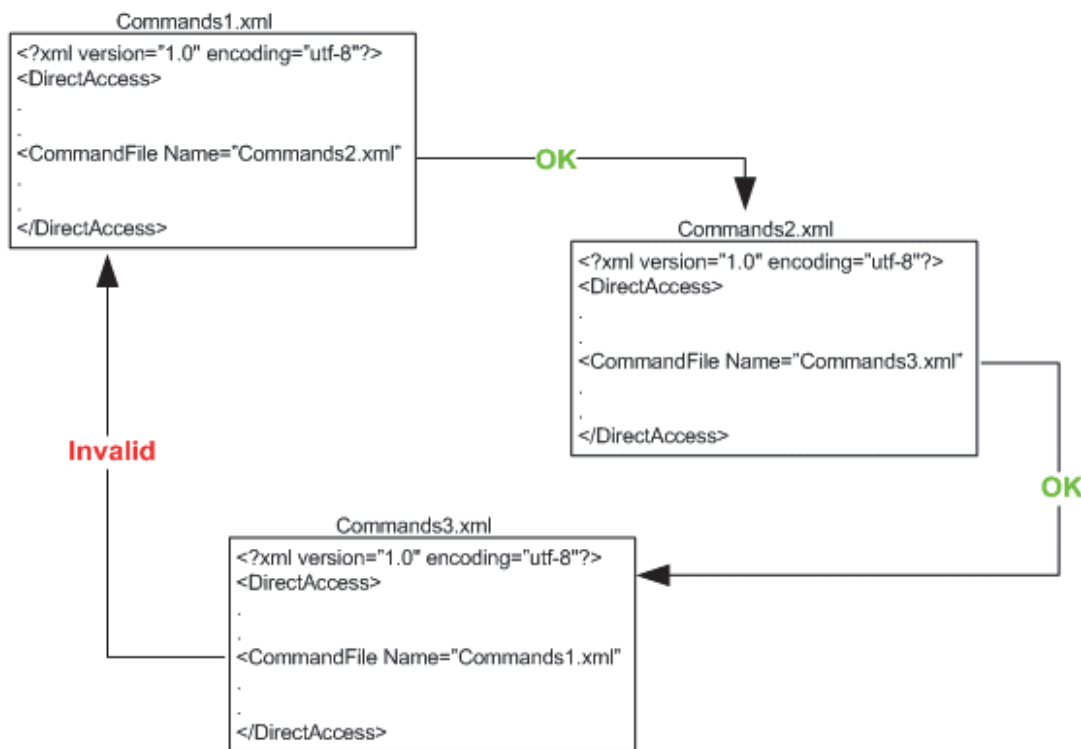 Commands1.xml
<?xml version="1.0" encoding="utf-8"?>
<DirectAccess>
.
.
<CommandFile Name="Commands2.xml"
.
.
</DirectAccess>
OK
Commands2.xml
<?xml version="1.0" encoding="utf-8"?>
<DirectAccess>
.
.
<CommandFile Name="Commands3.xml"
.
.
</DirectAccess>
OK
Commands3.xml
<?xml version="1.0" encoding="utf-8"?>
<DirectAccess>
.
.
<CommandFile Name="Commands1.xml"
.
.
</DirectAccess>
Invalid